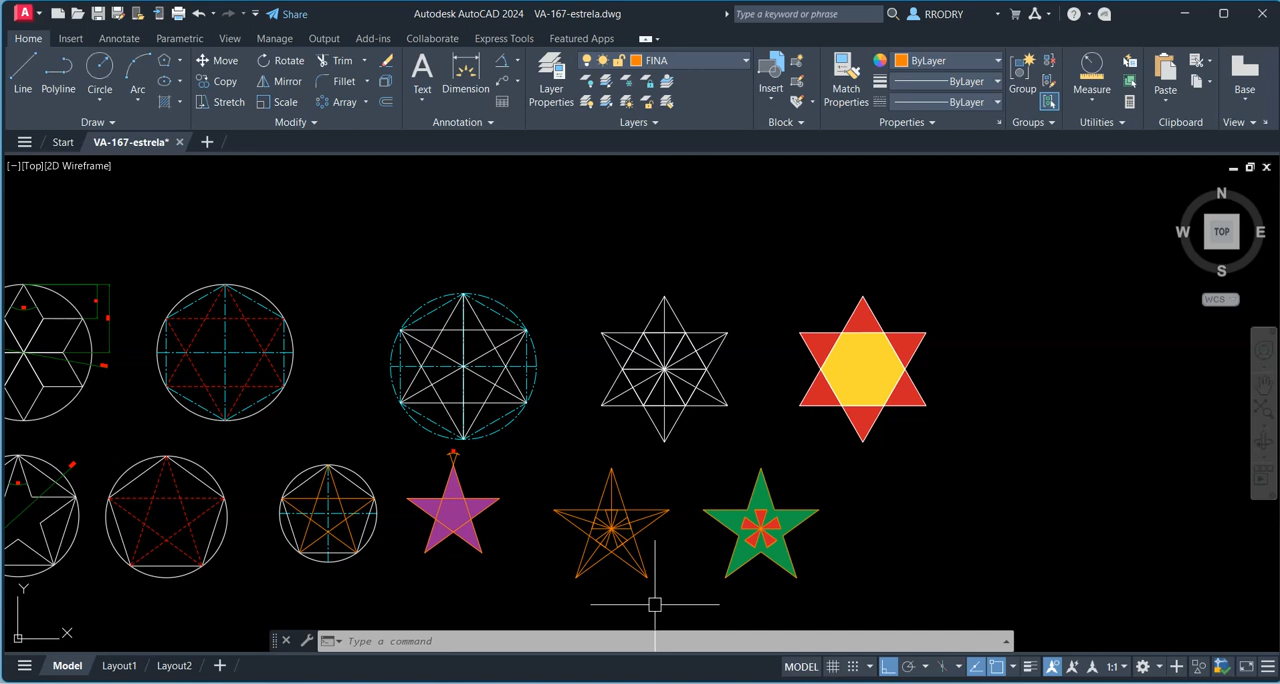 A Share Autodesk AutoCAD 2024 VA-167-estrela.dwg Type a keyword or phrase RRODRY
Home Insert Annotate Parametric View Manage Output Add-ins Collaborate Express Tools Featured Apps
Move Rotate Trim FINA ByLayer
Copy Mirror Fillet ByLayer
Line Polyline Circle Arc Text Dimension Layer Properties Insert Match Properties Group Measure Paste Base
Stretch Scale Array ByLayer
Draw Modify Annotation Layers Block Properties Groups Utilities Clipboard View
Start VA-167-estrela*
[−][Top][2D Wireframe]
N
W TOP E
S
WCS
Y
X
Type a command
Model Layout1 Layout2 MODEL 1:1